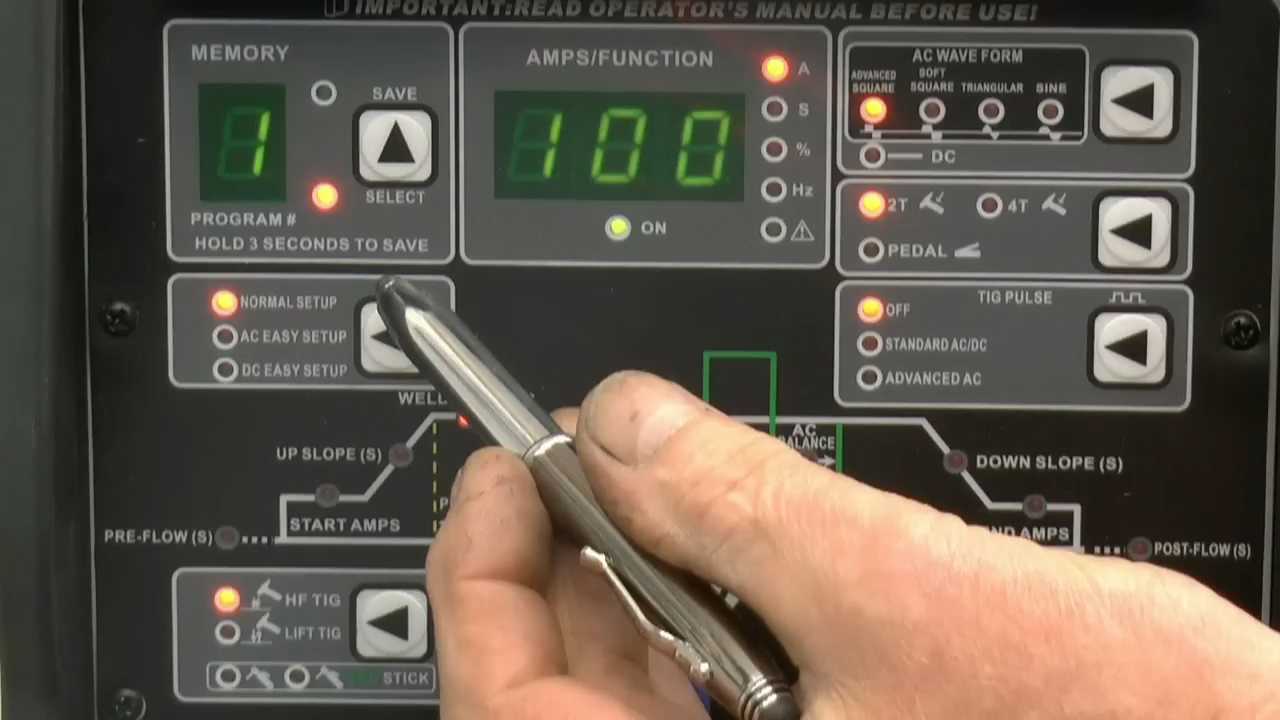 IMPORTANT:READ OPERATOR'S MANUAL BEFORE USE!
MEMORY
1
SAVE
SELECT
PROGRAM #
HOLD 3 SECONDS TO SAVE
AMPS/FUNCTION
100
ON
A
S
%
Hz
AC WAVE FORM
ADVANCED SQUARE
SOFT SQUARE
TRIANGULAR
SINE
DC
2T
4T
PEDAL
NORMAL SETUP
AC EASY SETUP
DC EASY SETUP
TIG PULSE
OFF
STANDARD AC/DC
ADVANCED AC
UP SLOPE (S)
START AMPS
PRE-FLOW (S)
AC
DOWN SLOPE (S)
AMPS
POST-FLOW (S)
HF TIG
LIFT TIG
STICK